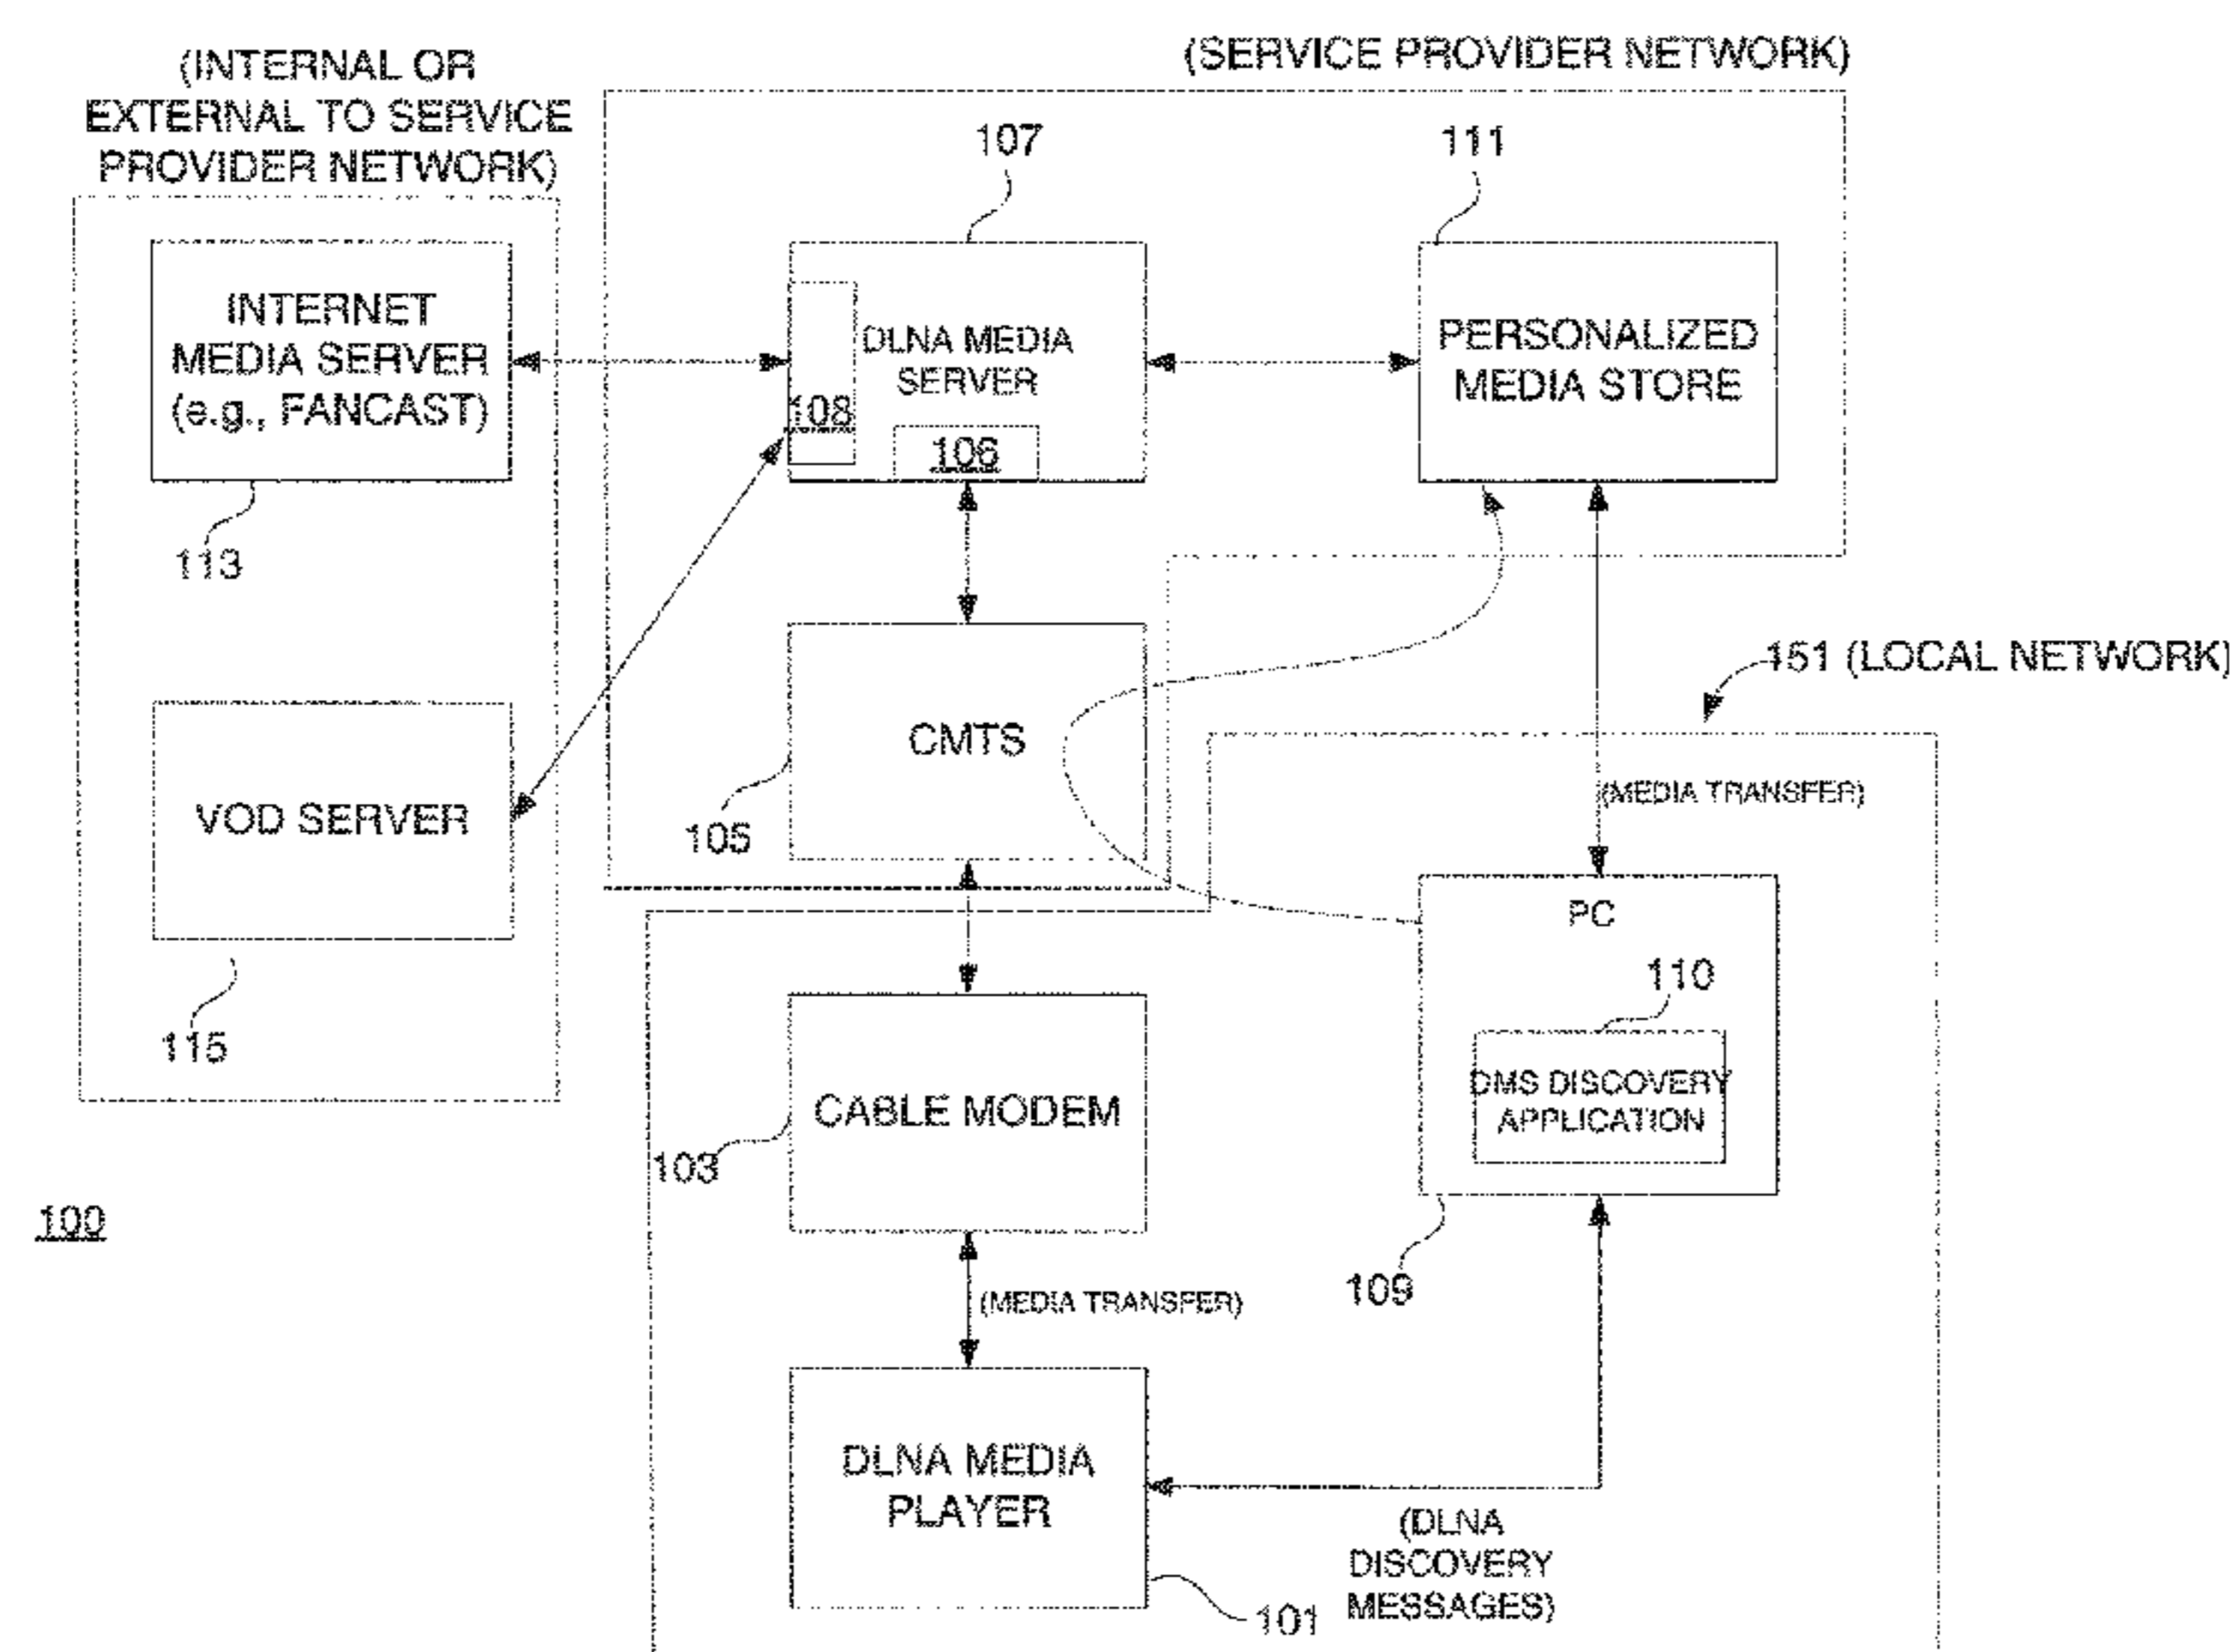 (INTERNAL OR
EXTERNAL TO SERVICE
PROVIDER NETWORK)
(SERVICE PROVIDER NETWORK)
107
111
INTERNET
MEDIA SERVER
(e.g., FANCAST)
113
108
DLNA MEDIA
SERVER
106
PERSONALIZED
MEDIA STORE
151 (LOCAL NETWORK)
VOD SERVER
115
CMTS
105
(MEDIA TRANSFER)
PC
110
DMS DISCOVERY
APPLICATION
109
CABLE MODEM
103
100
(MEDIA TRANSFER)
DLNA MEDIA
PLAYER
101
(DLNA
DISCOVERY
MESSAGES)